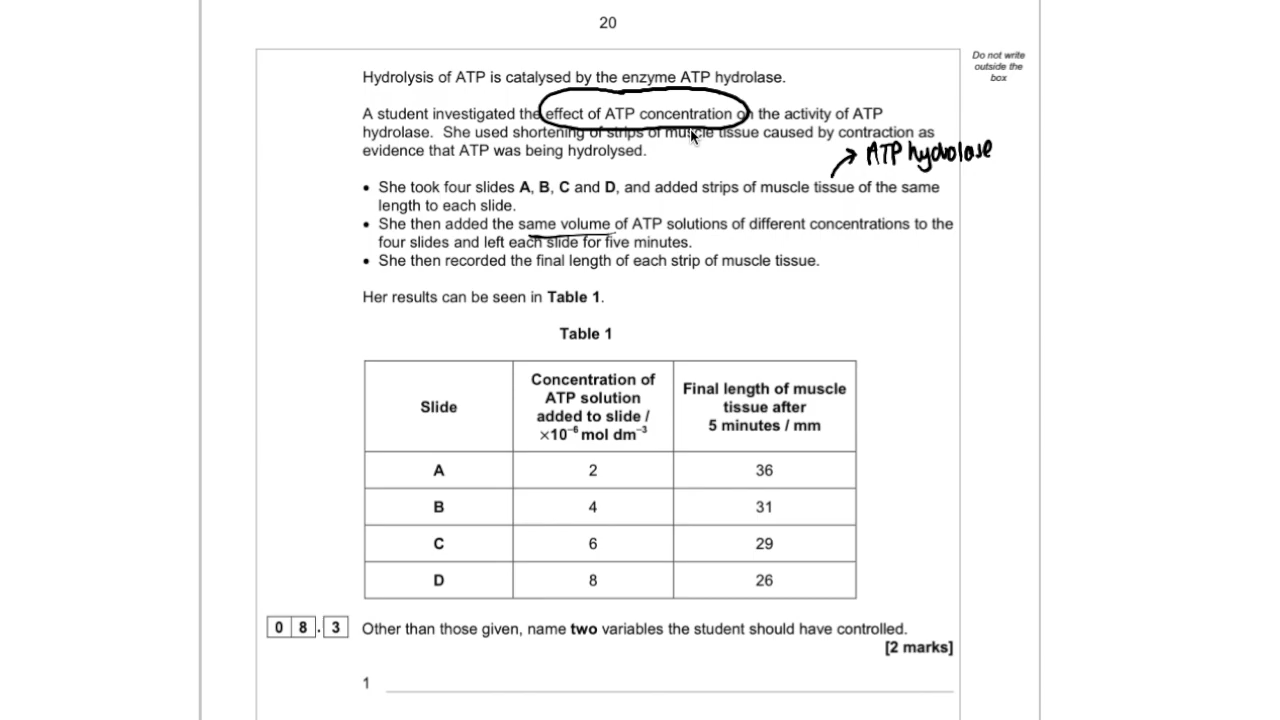 20
Do not write
outside the
box
Hydrolysis of ATP is catalysed by the enzyme ATP hydrolase.
A student investigated the effect of ATP concentration on the activity of ATP
hydrolase. She used shortening of strips of muscle tissue caused by contraction as
evidence that ATP was being hydrolysed.
ATP hydrolase
• She took four slides A, B, C and D, and added strips of muscle tissue of the same
length to each slide.
• She then added the same volume of ATP solutions of different concentrations to the
four slides and left each slide for five minutes.
• She then recorded the final length of each strip of muscle tissue.
Her results can be seen in Table 1.
Table 1
Slide
Concentration of
ATP solution
added to slide /
×10⁻⁶ mol dm⁻³
Final length of muscle
tissue after
5 minutes / mm
A 2 36
B 4 31
C 6 29
D 8 26
0 8 . 3 Other than those given, name two variables the student should have controlled.
[2 marks]
1